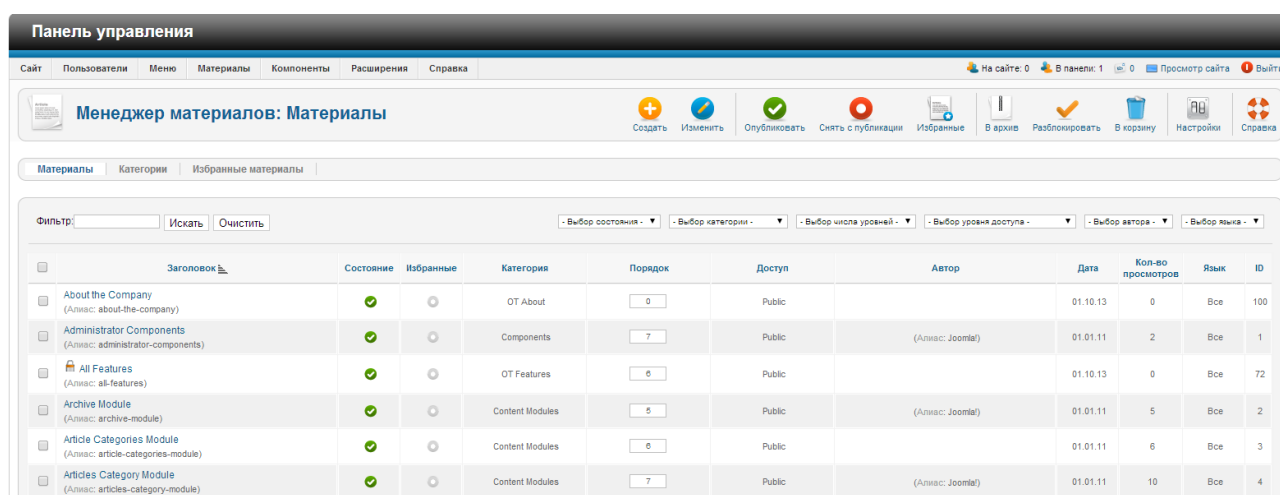 Панель управления
Сайт Пользователи Меню Материалы Компоненты Расширения Справка На сайте: 0 В панели: 1 0 Просмотр сайта Выйти
Менеджер материалов: Материалы Создать Изменить Опубликовать Снять с публикации Избранные В архив Разблокировать В корзину Настройки Справка
Материалы Категории Избранные материалы
Фильтр: Искать Очистить - Выбор состояния - - Выбор категории - - Выбор числа уровней - - Выбор уровня доступа - - Выбор автора - - Выбор языка -
Заголовок Состояние Избранные Категория Порядок Доступ Автор Дата Кол-во просмотров Язык ID
About the Company OT About 0 Public 01.10.13 0 Все 100
(Алиас: about-the-company)
Administrator Components Components 7 Public (Алиас: Joomla!) 01.01.11 2 Все 1
(Алиас: administrator-components)
All Features OT Features 6 Public 01.10.13 0 Все 72
(Алиас: all-features)
Archive Module Content Modules 5 Public (Алиас: Joomla!) 01.01.11 5 Все 2
(Алиас: archive-module)
Article Categories Module Content Modules 6 Public 01.01.11 6 Все 3
(Алиас: article-categories-module)
Articles Category Module Content Modules 7 Public (Алиас: Joomla!) 01.01.11 10 Все 4
(Алиас: articles-category-module)